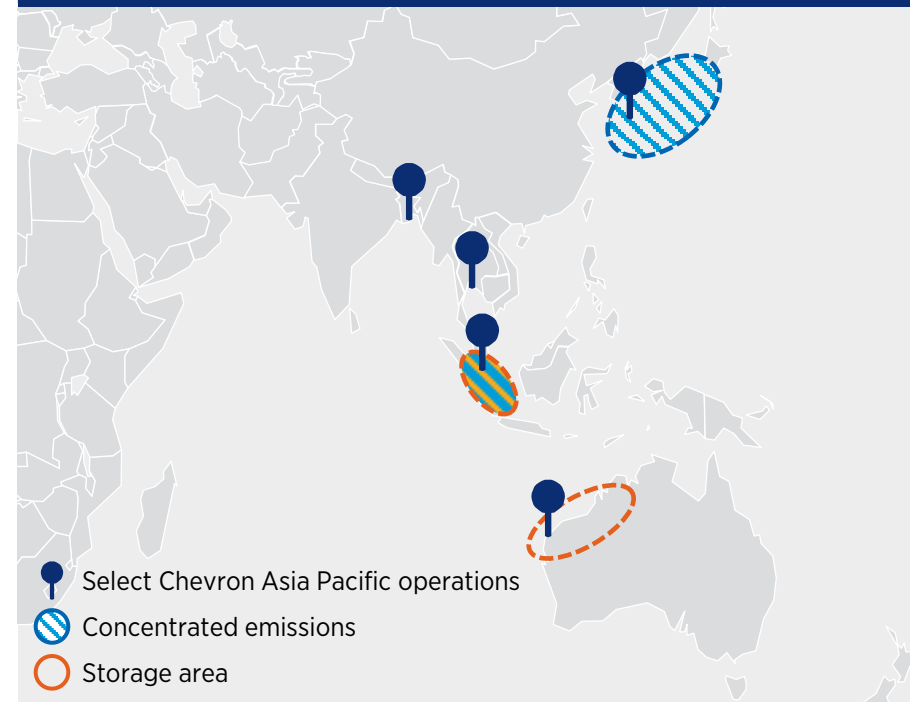 Select Chevron Asia Pacific operations
Concentrated emissions
Storage area